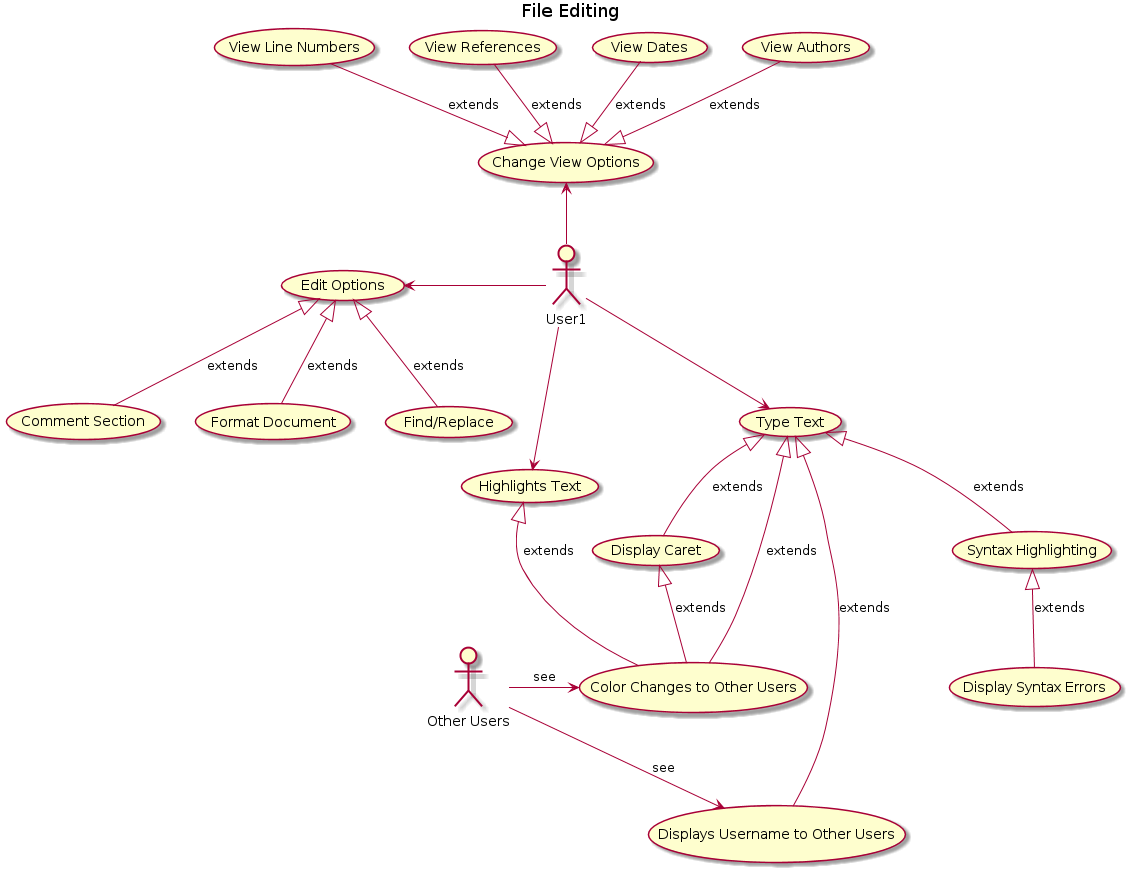 File Editing
View Line Numbers
View References
View Dates
View Authors
extends
extends
extends
extends
Change View Options
Edit Options
User1
extends
extends
extends
Comment Section
Format Document
Find/Replace
Type Text
Highlights Text
extends
extends
extends
extends
Display Caret
Syntax Highlighting
extends
extends
extends
see
Color Changes to Other Users
Display Syntax Errors
Other Users
see
Displays Username to Other Users